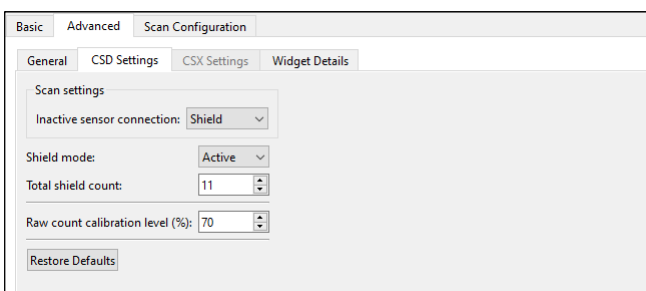 Basic Advanced Scan Configuration
General CSD Settings CSX Settings Widget Details
Scan settings
Inactive sensor connection: Shield
Shield mode: Active
Total shield count: 11
Raw count calibration level (%): 70
Restore Defaults